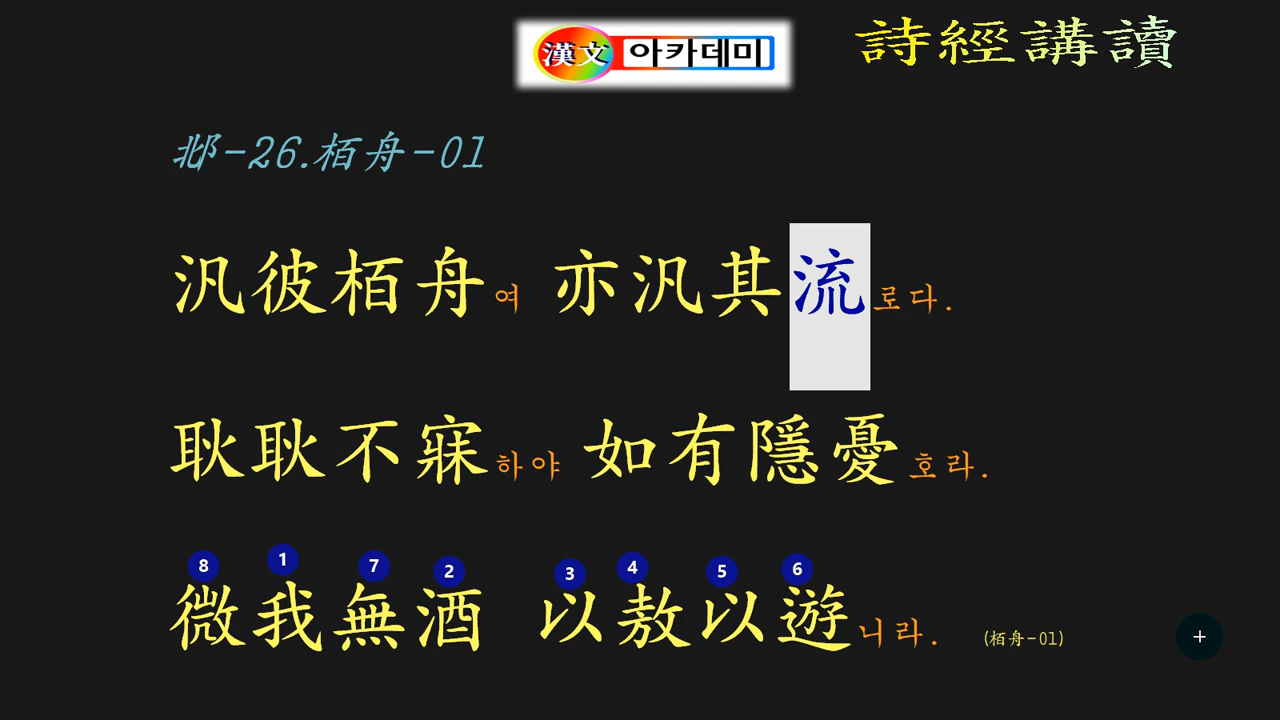 漢文 아카데미
詩經講讀
邶-26.栢舟-01
汎彼栢舟여 亦汎其流로다.
耿耿不寐하야 如有隱憂호라.
8 1 7 2 3 4 5 6
微我無酒 以敖以遊니라. (栢舟-01)
+